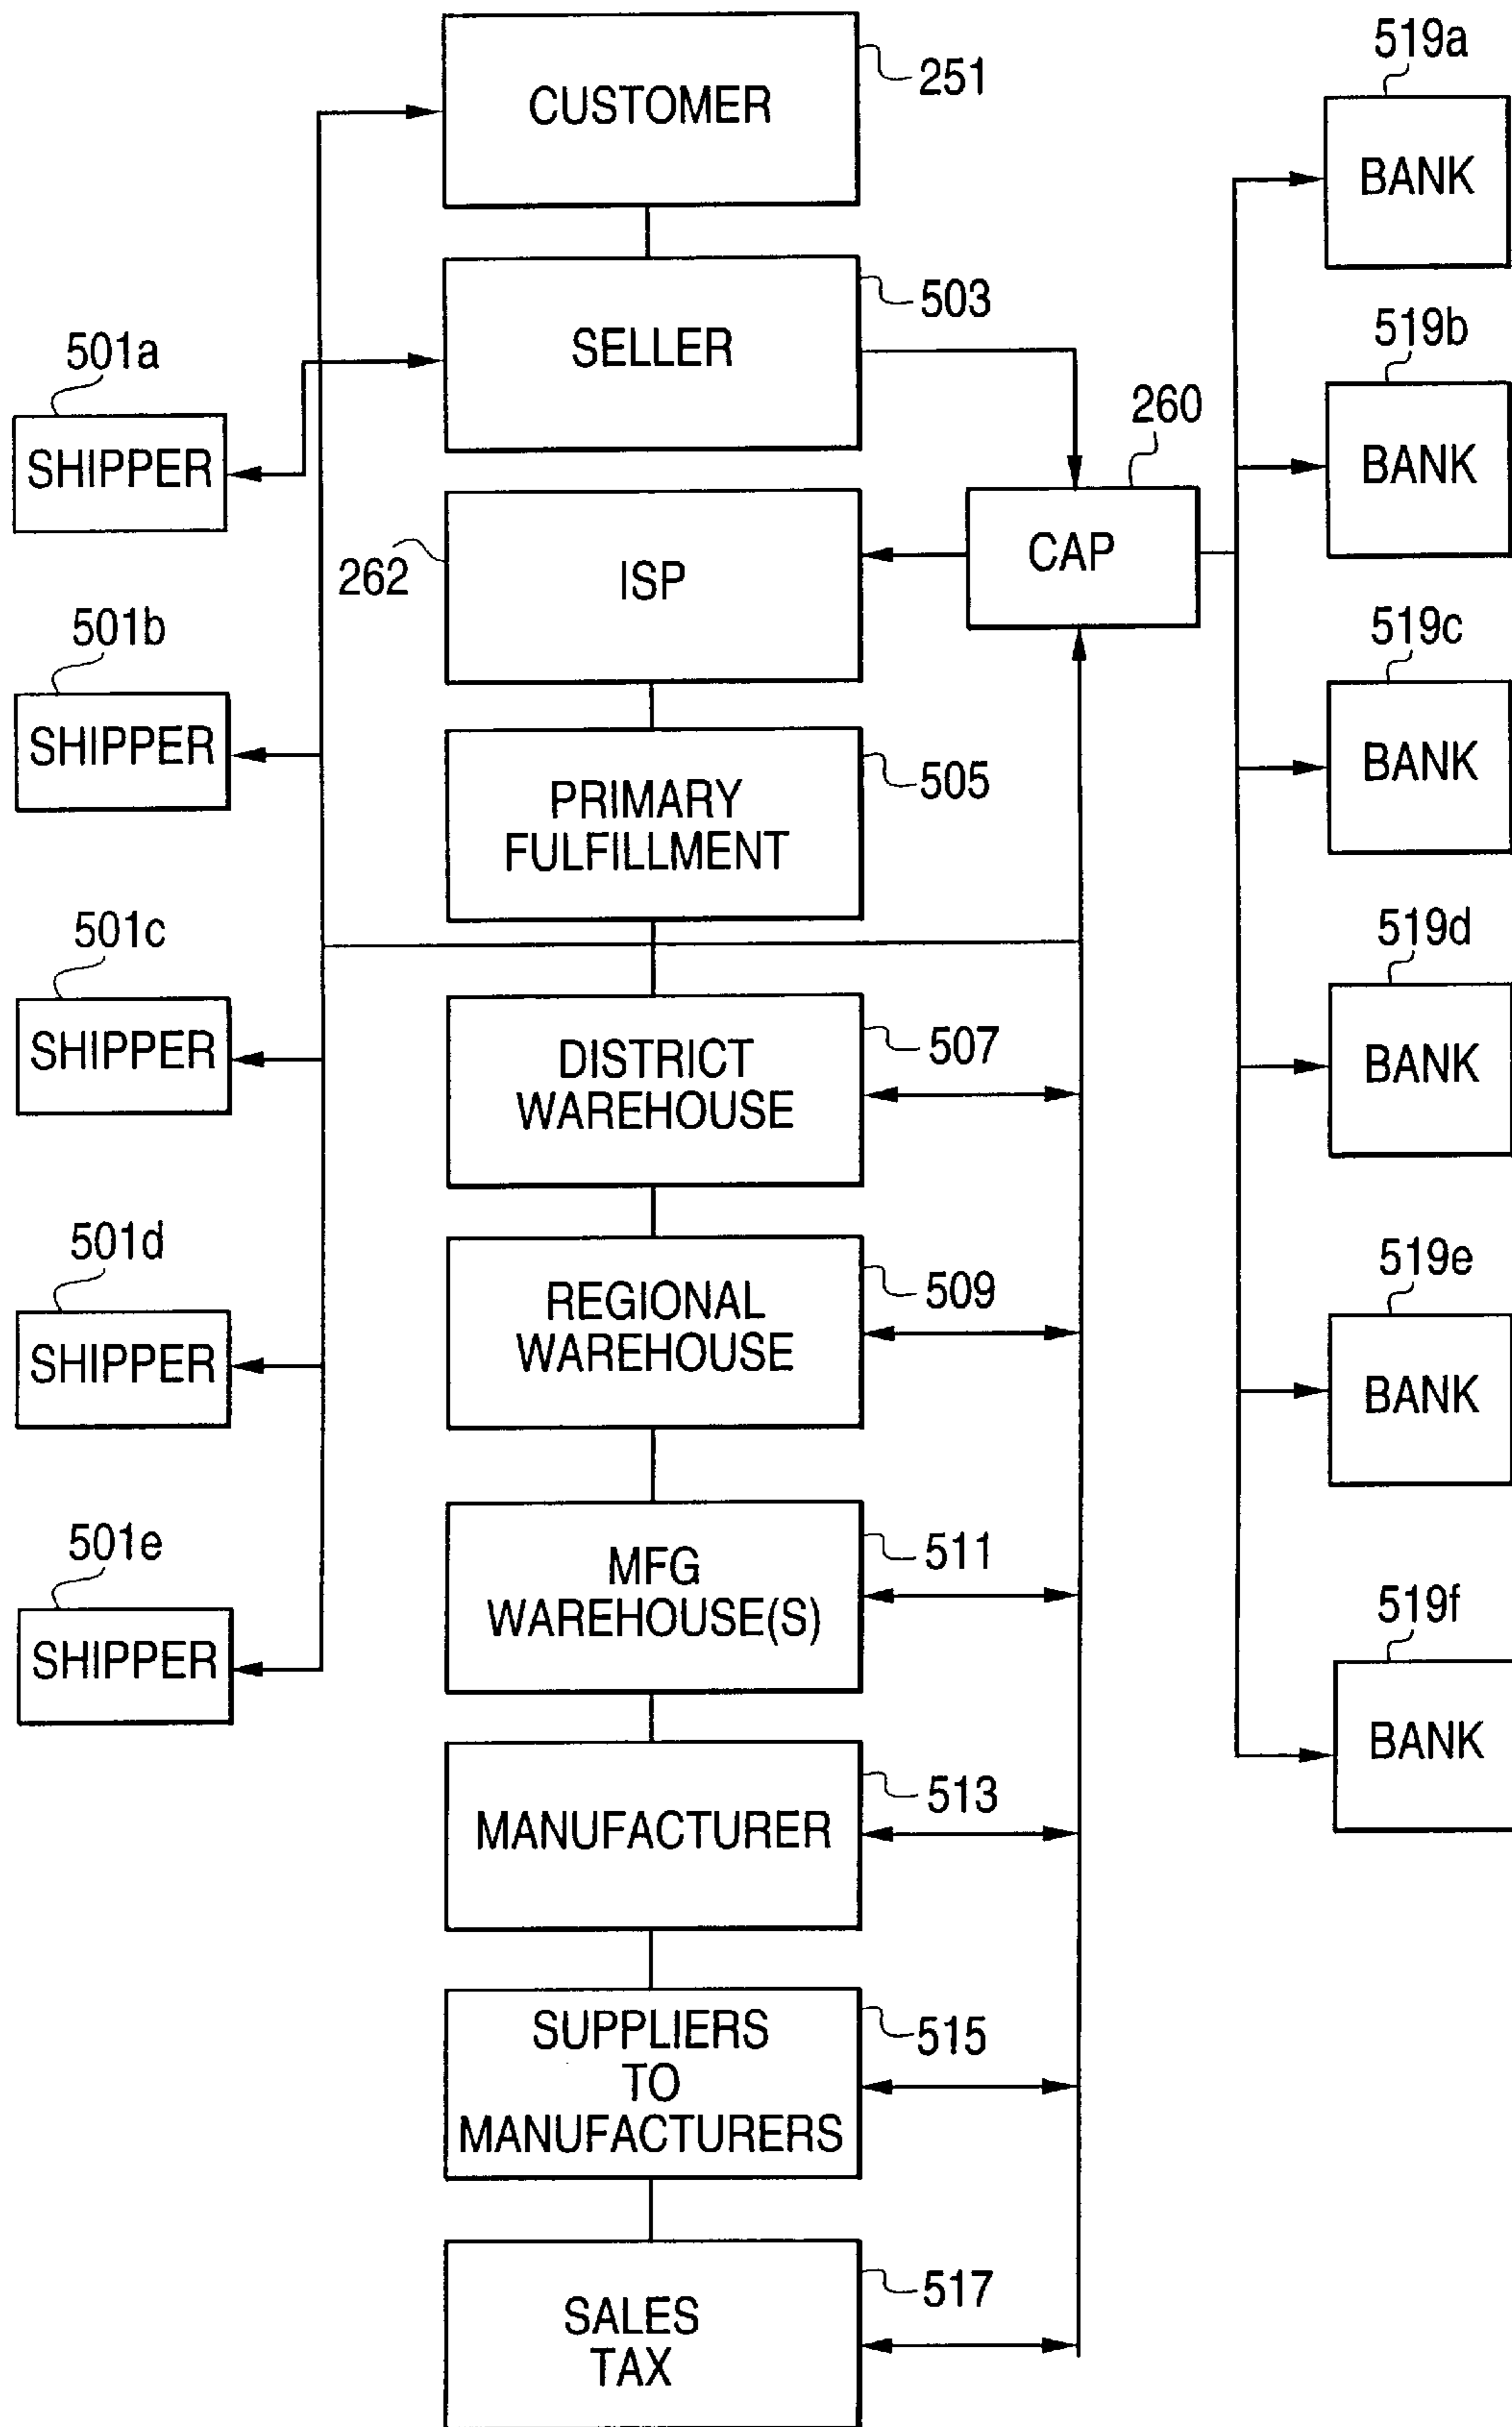 CUSTOMER
251
519a
BANK
SELLER
503
519b
BANK
501a
SHIPPER
260
CAP
ISP
262
501b
SHIPPER
519c
BANK
PRIMARY
FULFILLMENT
505
501c
SHIPPER
519d
BANK
DISTRICT
WAREHOUSE
507
501d
SHIPPER
REGIONAL
WAREHOUSE
509
519e
BANK
501e
SHIPPER
MFG
WAREHOUSE(S)
511
519f
BANK
MANUFACTURER
513
SUPPLIERS
TO
MANUFACTURERS
515
SALES
TAX
517